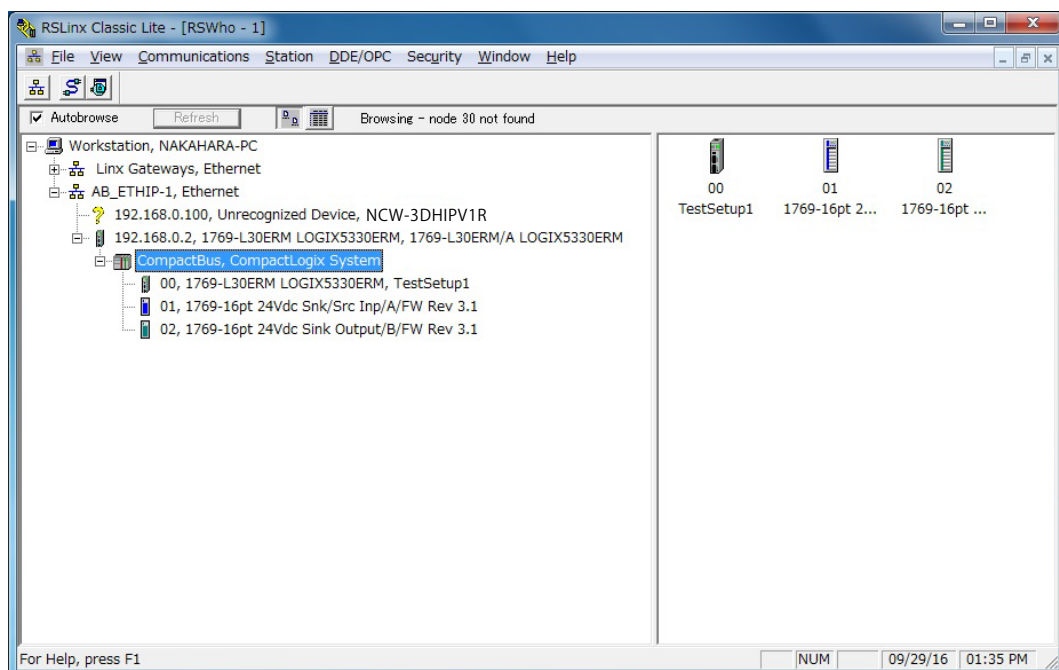 RSLinx Classic Lite - [RSWho - 1]
File View Communications Station DDE/OPC Security Window Help
Autobrowse Refresh Browsing - node 30 not found
Workstation, NAKAHARA-PC
Linx Gateways, Ethernet
AB_ETHIP-1, Ethernet
192.168.0.100, Unrecognized Device, NCW-3DHIPV1R
192.168.0.2, 1769-L30ERM LOGIX5330ERM, 1769-L30ERM/A LOGIX5330ERM
CompactBus, CompactLogix System
00, 1769-L30ERM LOGIX5330ERM, TestSetup1
01, 1769-16pt 24Vdc Snk/Src Inp/A/FW Rev 3.1
02, 1769-16pt 24Vdc Sink Output/B/FW Rev 3.1
00 01 02
TestSetup1 1769-16pt 2... 1769-16pt ...
For Help, press F1 NUM 09/29/16 01:35 PM